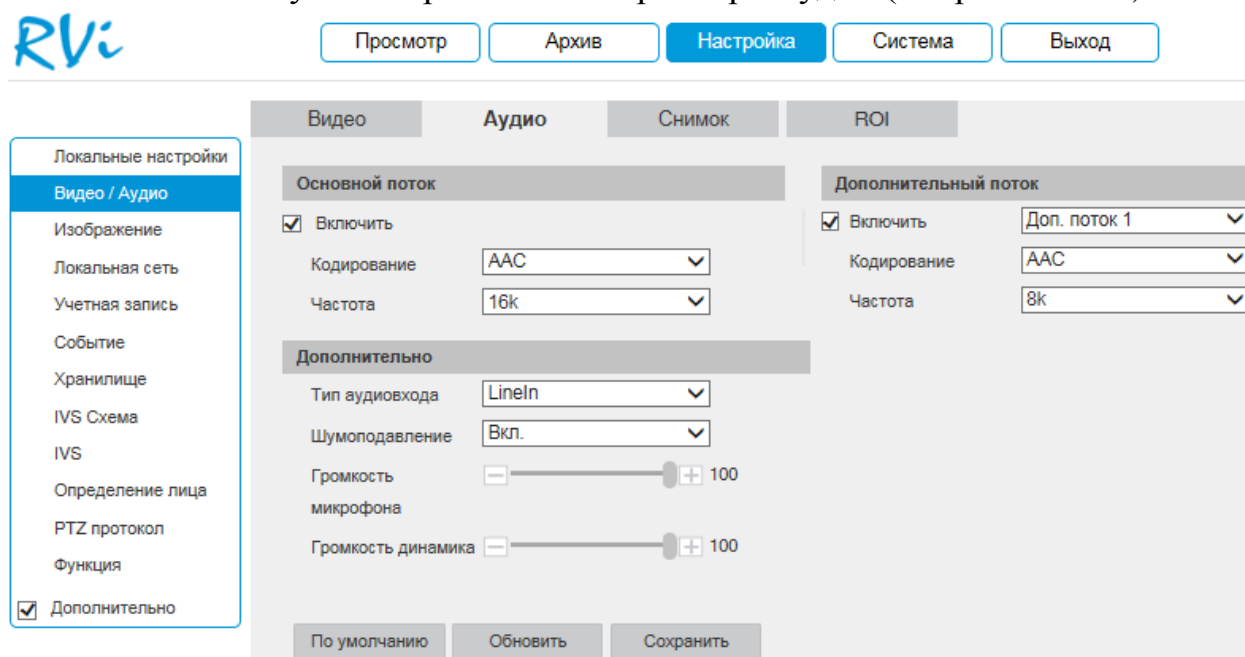 RVi
Просмотр Архив Настройка Система Выход
Видео Аудио Снимок ROI
Локальные настройки
Видео / Аудио
Изображение
Локальная сеть
Учетная запись
Событие
Хранилище
IVS Схема
IVS
Определение лица
PTZ протокол
Функция
Дополнительно
Основной поток
Включить
Кодирование AAC
Частота 16k
Дополнительный поток
Включить Доп. поток 1
Кодирование AAC
Частота 8k
Дополнительно
Тип аудиовхода LineIn
Шумоподавление Вкл.
Громкость 100
микрофона
Громкость динамика 100
По умолчанию Обновить Сохранить